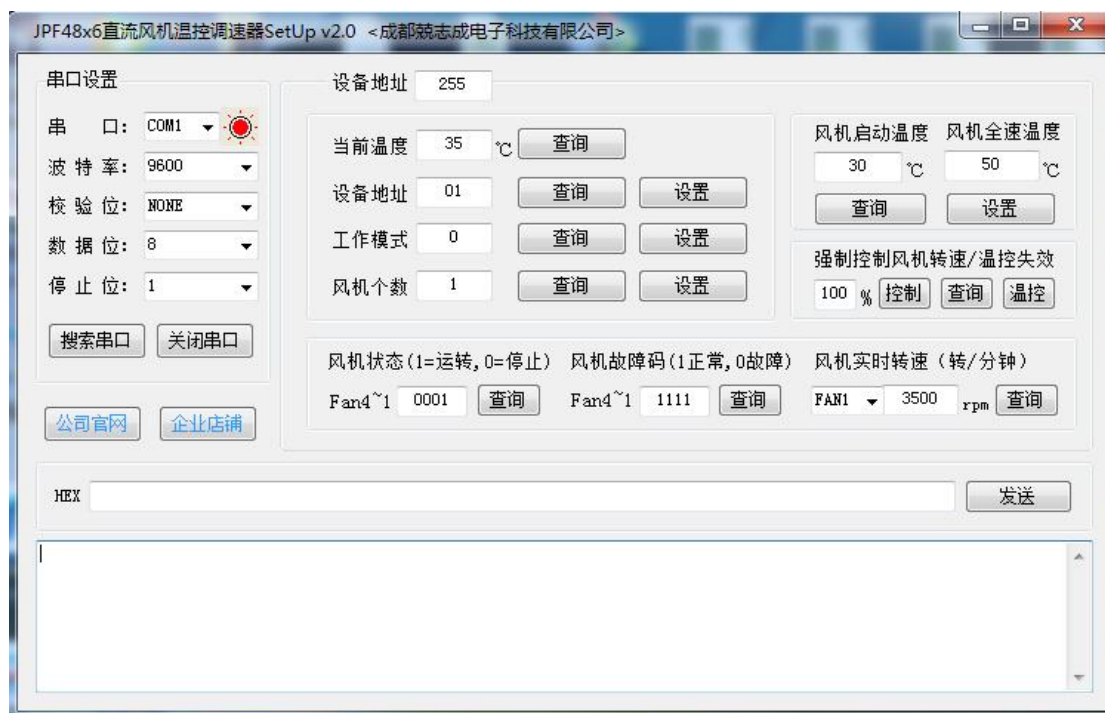 JPF48x6直流风机温控调速器SetUp v2.0 <成都兢志成电子科技有限公司>
串口设置
串 口: COM1
波 特 率: 9600
校 验 位: NONE
数 据 位: 8
停 止 位: 1
搜索串口 关闭串口
公司官网 企业店铺
设备地址 255
当前温度 35 ℃ 查询
设备地址 01 查询 设置
工作模式 0 查询 设置
风机个数 1 查询 设置
风机启动温度 风机全速温度
30 ℃ 50 ℃
查询 设置
强制控制风机转速/温控失效
100 % 控制 查询 温控
风机状态(1=运转,0=停止) 风机故障码(1正常,0故障) 风机实时转速（转/分钟）
Fan4~1 0001 查询 Fan4~1 1111 查询 FAN1 3500 rpm 查询
HEX 发送